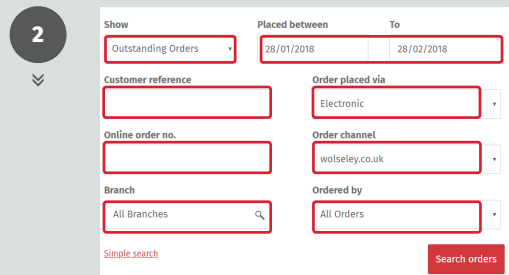 2
Show Placed between To
Outstanding Orders 28/01/2018 28/02/2018
Customer reference Order placed via
Electronic
Online order no. Order channel
wolseley.co.uk
Branch Ordered by
All Branches All Orders
Simple search Search orders